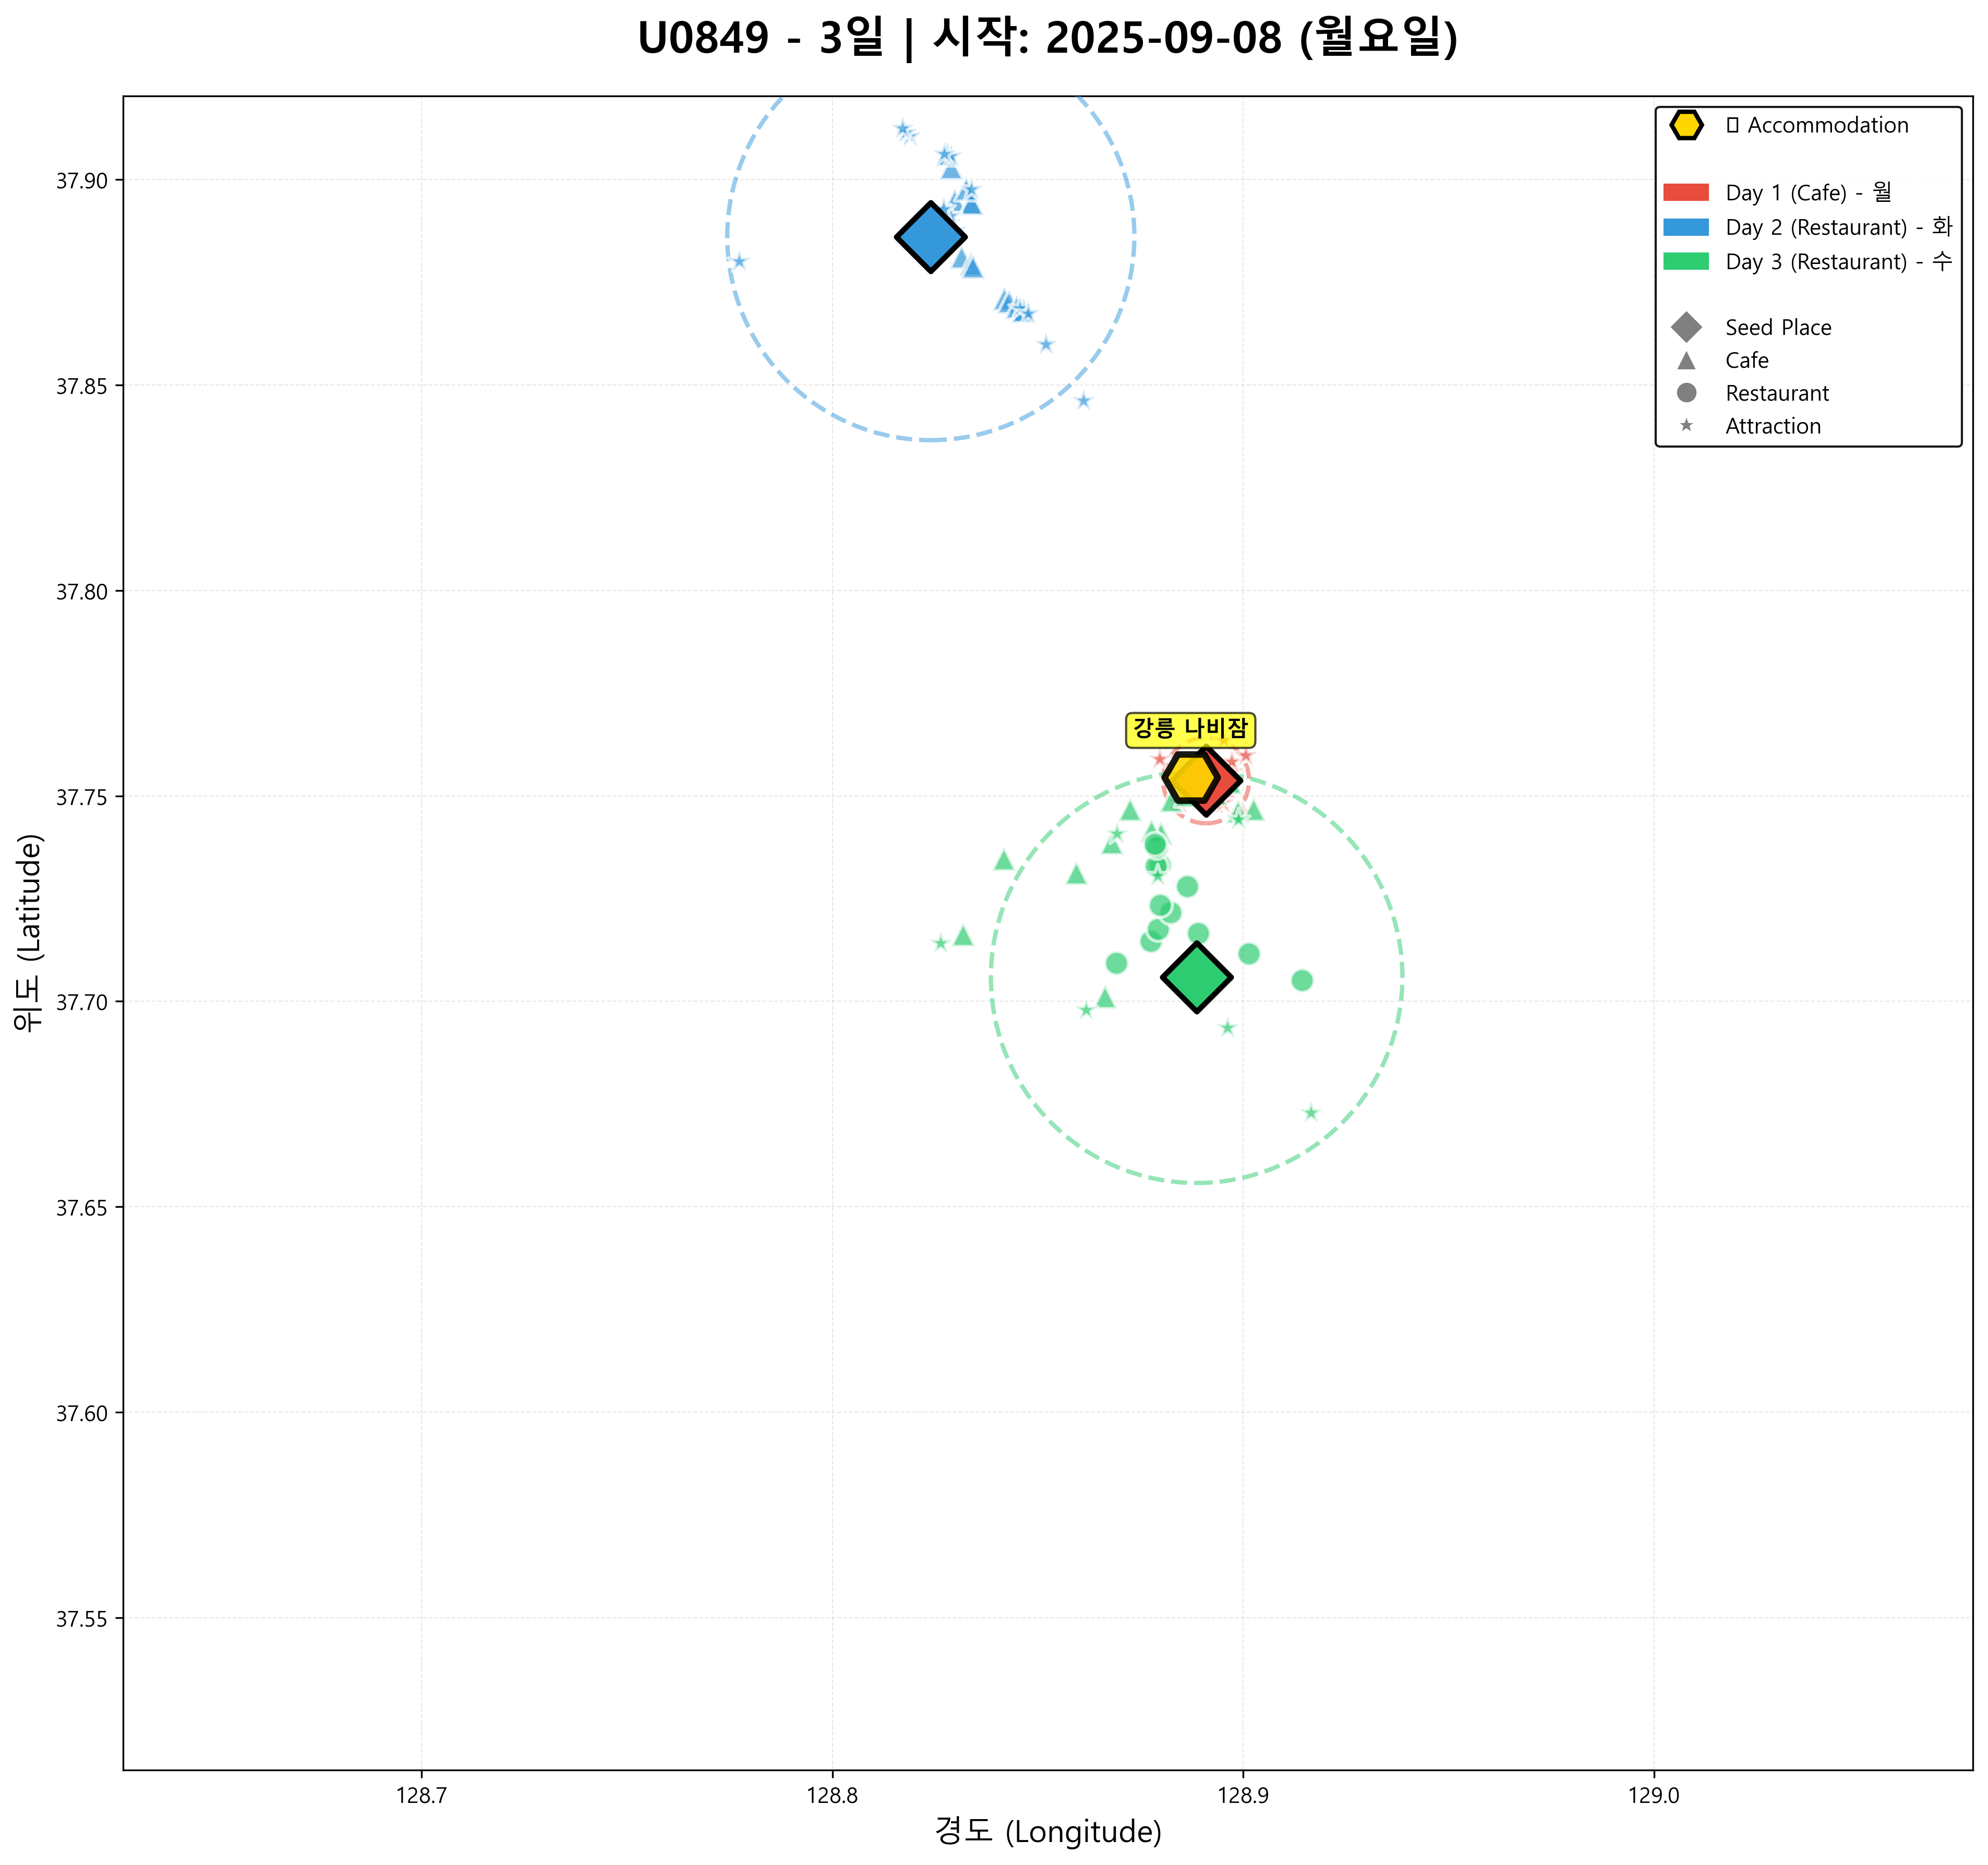 U0849 - 3일 | 시작: 2025-09-08 (월요일)
Accommodation
Day 1 (Cafe) - 월
Day 2 (Restaurant) - 화
Day 3 (Restaurant) - 수
Seed Place
Cafe
Restaurant
Attraction
강릉 나비잠
위도 (Latitude)
37.90
37.85
37.80
37.75
37.70
37.65
37.60
37.55
128.7
128.8
128.9
129.0
경도 (Longitude)